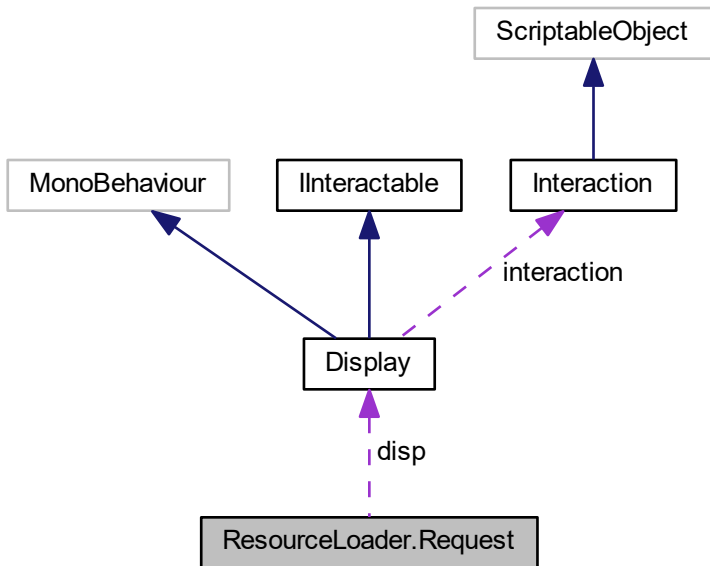 ScriptableObject
MonoBehaviour
IInteractable
Interaction
interaction
Display
disp
ResourceLoader.Request